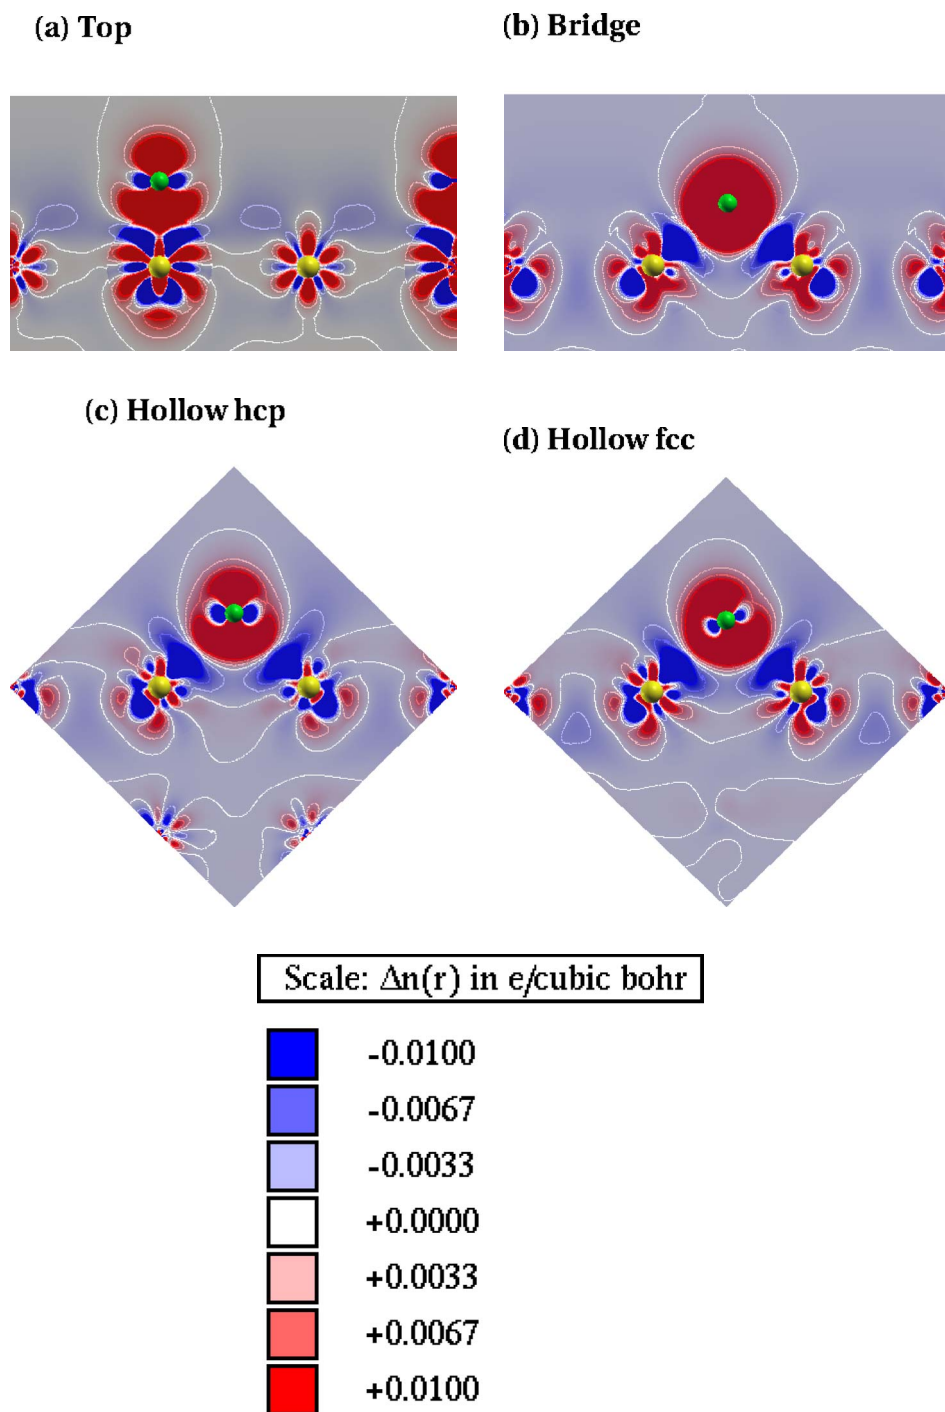 (a) Top
(b) Bridge
(c) Hollow hcp
(d) Hollow fcc
Scale: Δn(r) in e/cubic bohr
-0.0100
-0.0067
-0.0033
+0.0000
+0.0033
+0.0067
+0.0100